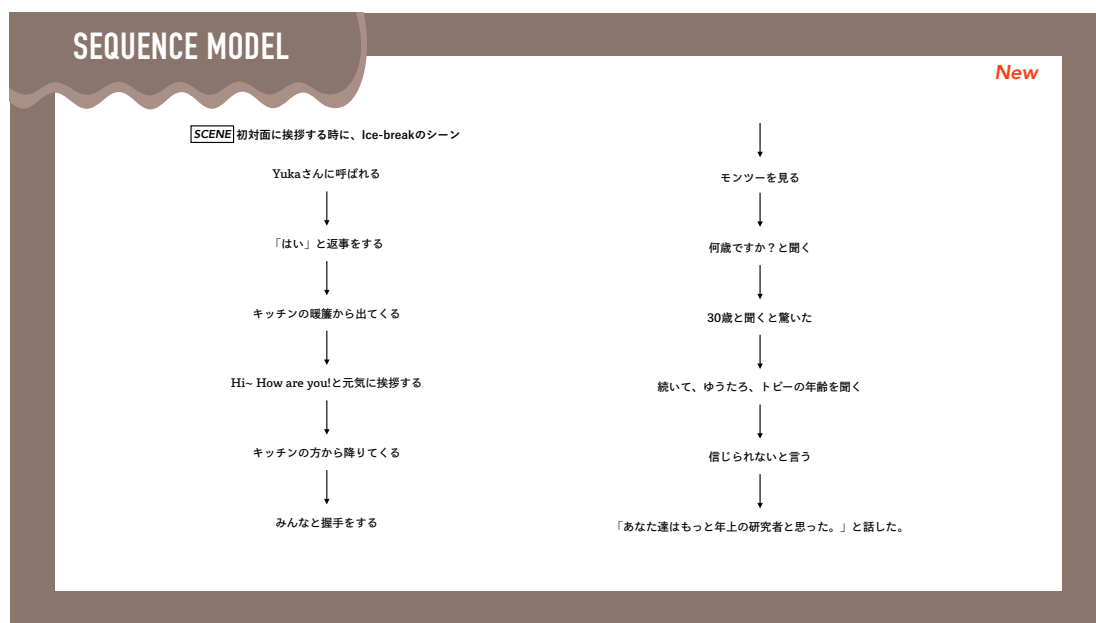 SEQUENCE MODEL
New
SCENE 初対面に挨拶する時に、Ice-breakのシーン
Yukaさんに呼ばれる
「はい」と返事をする
キッチンの暖簾から出てくる
Hi~ How are you!と元気に挨拶する
キッチンの方から降りてくる
みんなと握手をする
モンツーを見る
何歳ですか？と聞く
30歳と聞くと驚いた
続いて、ゆうたろ、トビーの年齢を聞く
信じられないと言う
「あなた達はもっと年上の研究者と思った。」と話した。